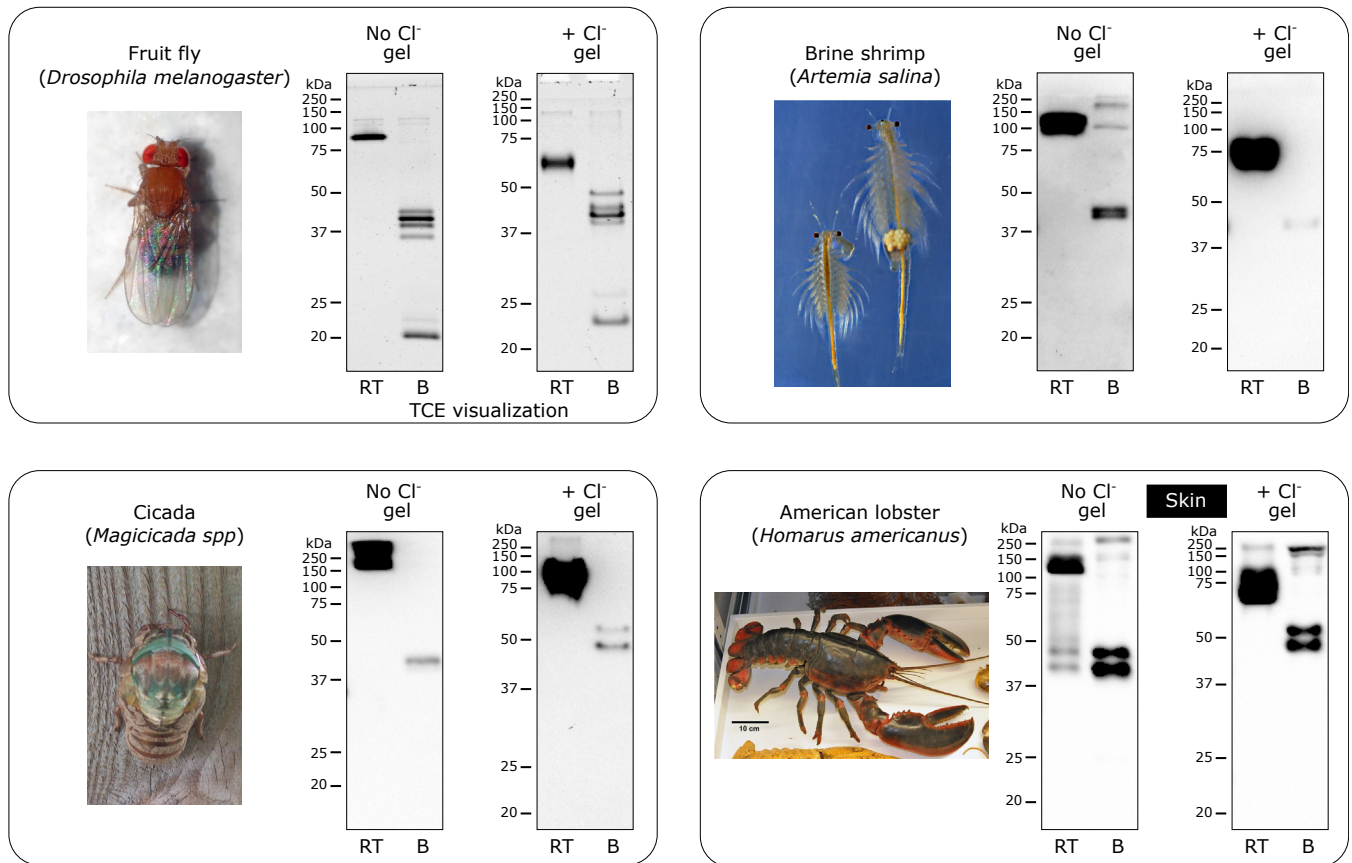 Fruit fly
(Drosophila melanogaster)
No Cl⁻
gel
kDa
250
150
100
75
50
37
25
20
RT B
+ Cl⁻
gel
kDa
250
150
100
75
50
37
25
20
RT B
TCE visualization
Brine shrimp
(Artemia salina)
No Cl⁻
gel
kDa
250
150
100
75
50
37
25
20
RT B
+ Cl⁻
gel
kDa
250
150
100
75
50
37
25
20
RT B
Cicada
(Magicicada spp)
No Cl⁻
gel
kDa
250
150
100
75
50
37
25
20
RT B
+ Cl⁻
gel
kDa
250
150
100
75
50
37
25
20
RT B
American lobster
(Homarus americanus)
10 cm
No Cl⁻
gel
kDa
250
150
100
75
50
37
25
20
RT B
Skin
+ Cl⁻
gel
kDa
250
150
100
75
50
37
25
20
RT B